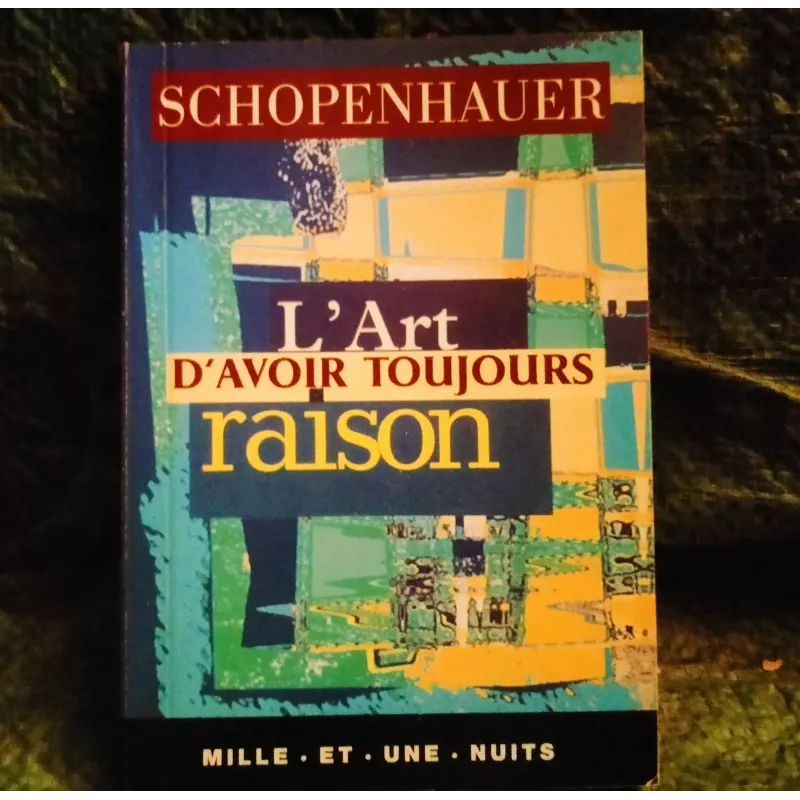 SCHOPENHAUER
L'Art
D'AVOIR TOUJOURS
raison
MILLE • ET • UNE • NUITS